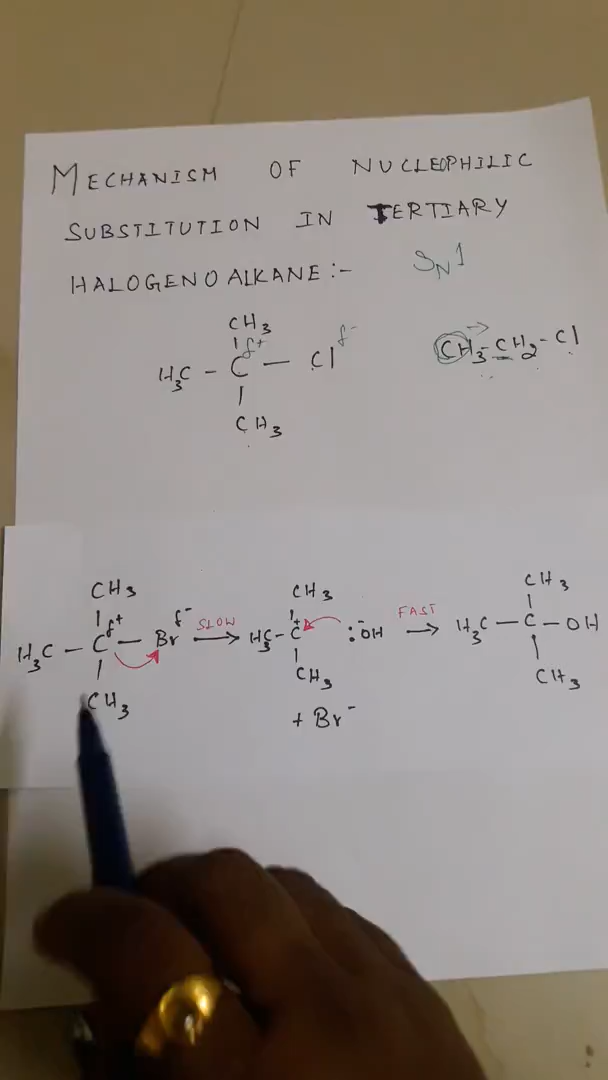 MECHANISM OF NUCLEOPHILIC
SUBSTITUTION IN TERTIARY
HALOGENOALKANE:- SN1
CH3
δ+ δ-
H3C - C - Cl CH3-CH2-Cl
CH3
CH3 CH3 CH3
δ+ δ- SLOW + FAST
H3C - C - Br → H3C - C :ŌH → H3C - C - OH
CH3 CH3 CH3
+ Br-